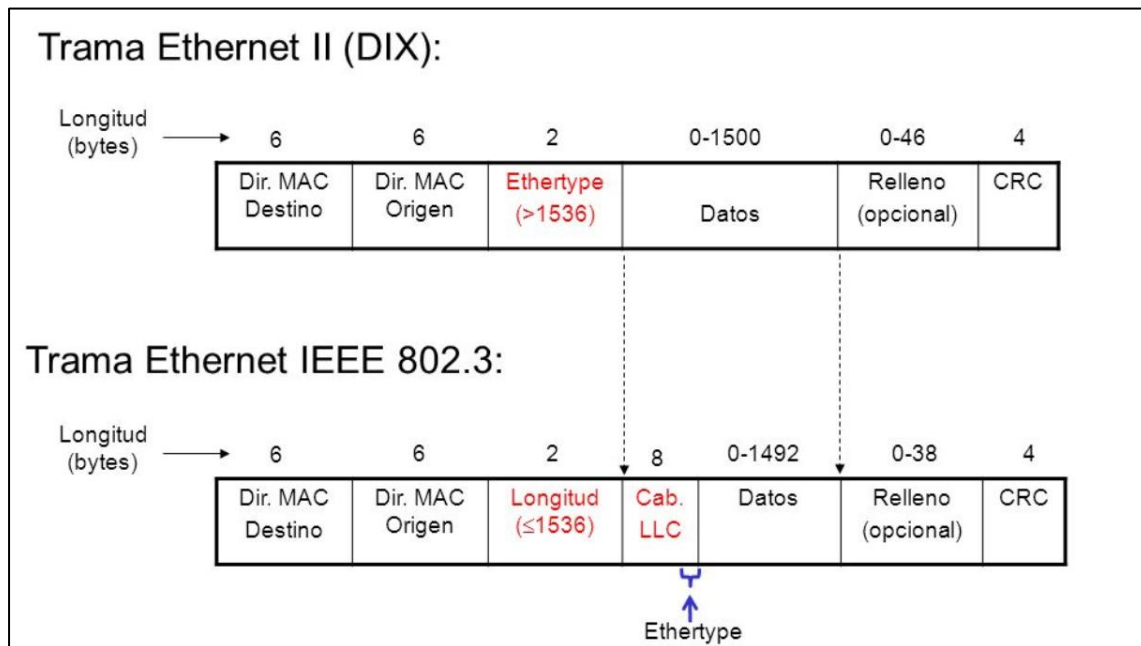 Trama Ethernet II (DIX):
Longitud
(bytes)
6 6 2 0-1500 0-46 4
Dir. MAC Dir. MAC Ethertype Relleno CRC
Destino Origen (>1536) Datos (opcional)
Trama Ethernet IEEE 802.3:
Longitud
(bytes)
6 6 2 8 0-1492 0-38 4
Dir. MAC Dir. MAC Longitud Cab. Datos Relleno CRC
Destino Origen (≤1536) LLC (opcional)
Ethertype